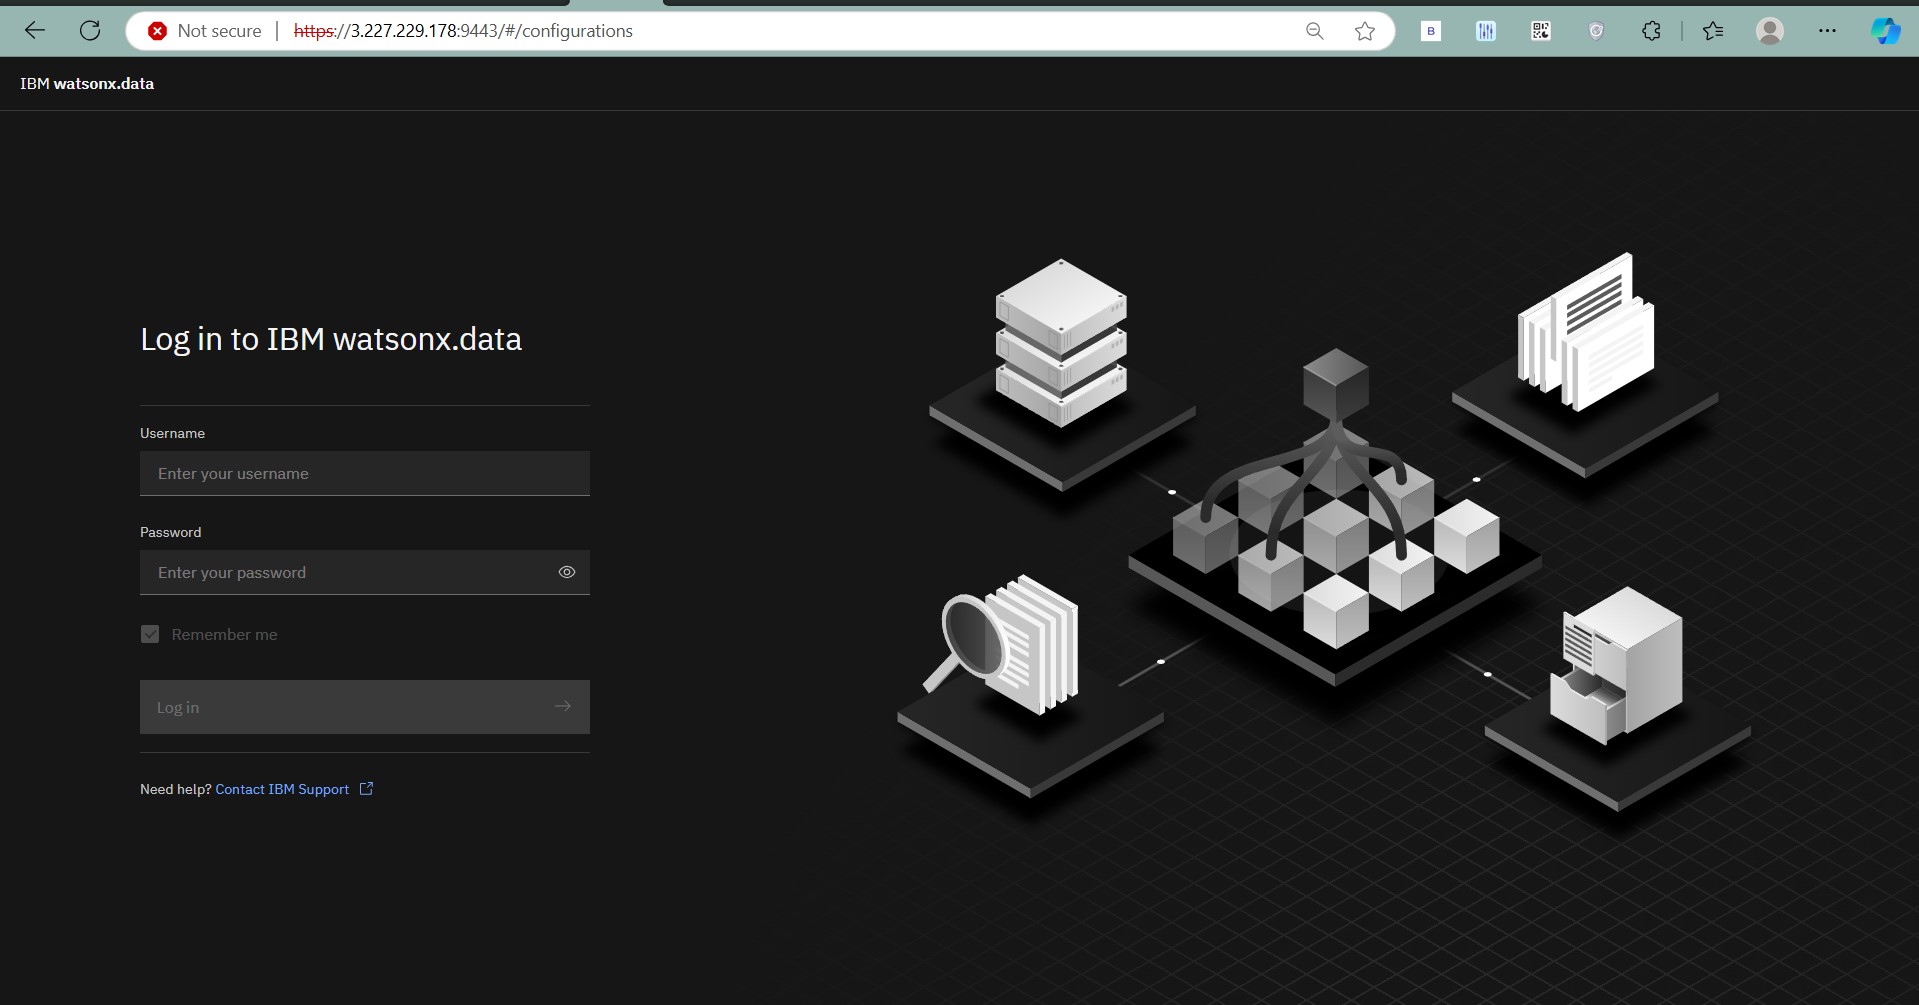 Not secure
https://3.227.229.178:9443/#/configurations
B
IBM watsonx.data
Log in to IBM watsonx.data
Username
Enter your username
Password
Enter your password
Remember me
Log in
Need help? Contact IBM Support